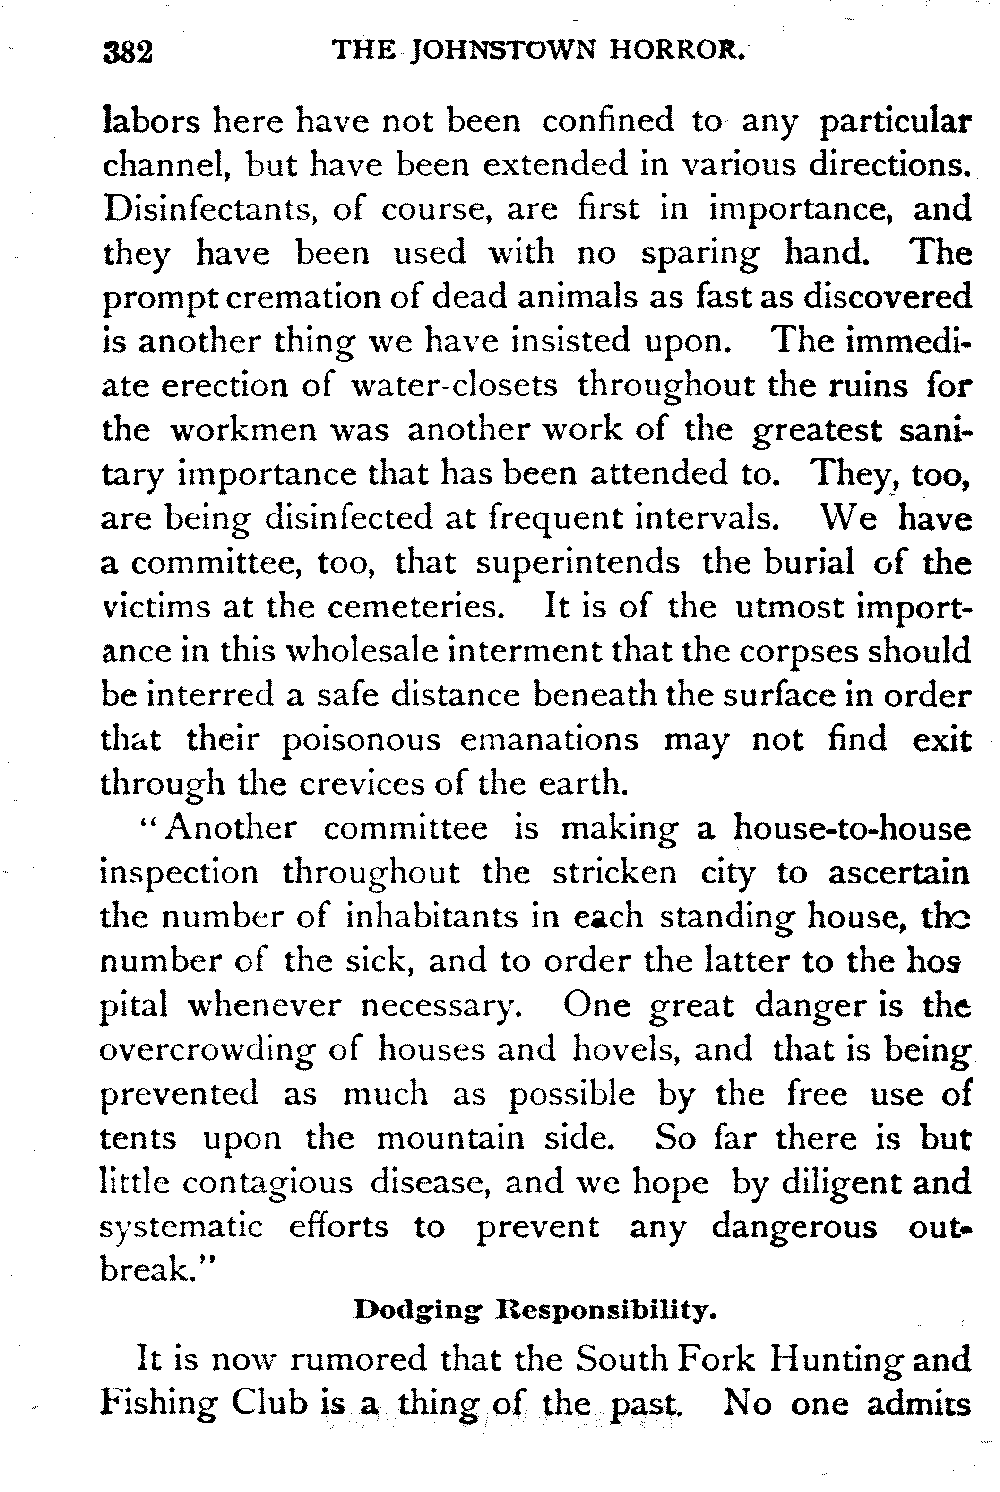 382 THE JOHNSTOWN HORROR.
labors here have not been confined to any particular
channel, but have been extended in various directions.
Disinfectants, of course, are first in importance, and
they have been used with no sparing hand. The
prompt cremation of dead animals as fast as discovered
is another thing we have insisted upon. The immedi-
ate erection of water-closets throughout the ruins for
the workmen was another work of the greatest sani-
tary importance that has been attended to. They, too,
are being disinfected at frequent intervals. We have
a committee, too, that superintends the burial of the
victims at the cemeteries. It is of the utmost import-
ance in this wholesale interment that the corpses should
be interred a safe distance beneath the surface in order
that their poisonous emanations may not find exit
through the crevices of the earth.
“Another committee is making a house-to-house
inspection throughout the stricken city to ascertain
the number of inhabitants in each standing house, the
number of the sick, and to order the latter to the hos
pital whenever necessary. One great danger is the
overcrowding of houses and hovels, and that is being
prevented as much as possible by the free use of
tents upon the mountain side. So far there is but
little contagious disease, and we hope by diligent and
systematic efforts to prevent any dangerous out-
break.”
Dodging Responsibility.
It is now rumored that the South Fork Hunting and
Fishing Club is a thing of the past. No one admits